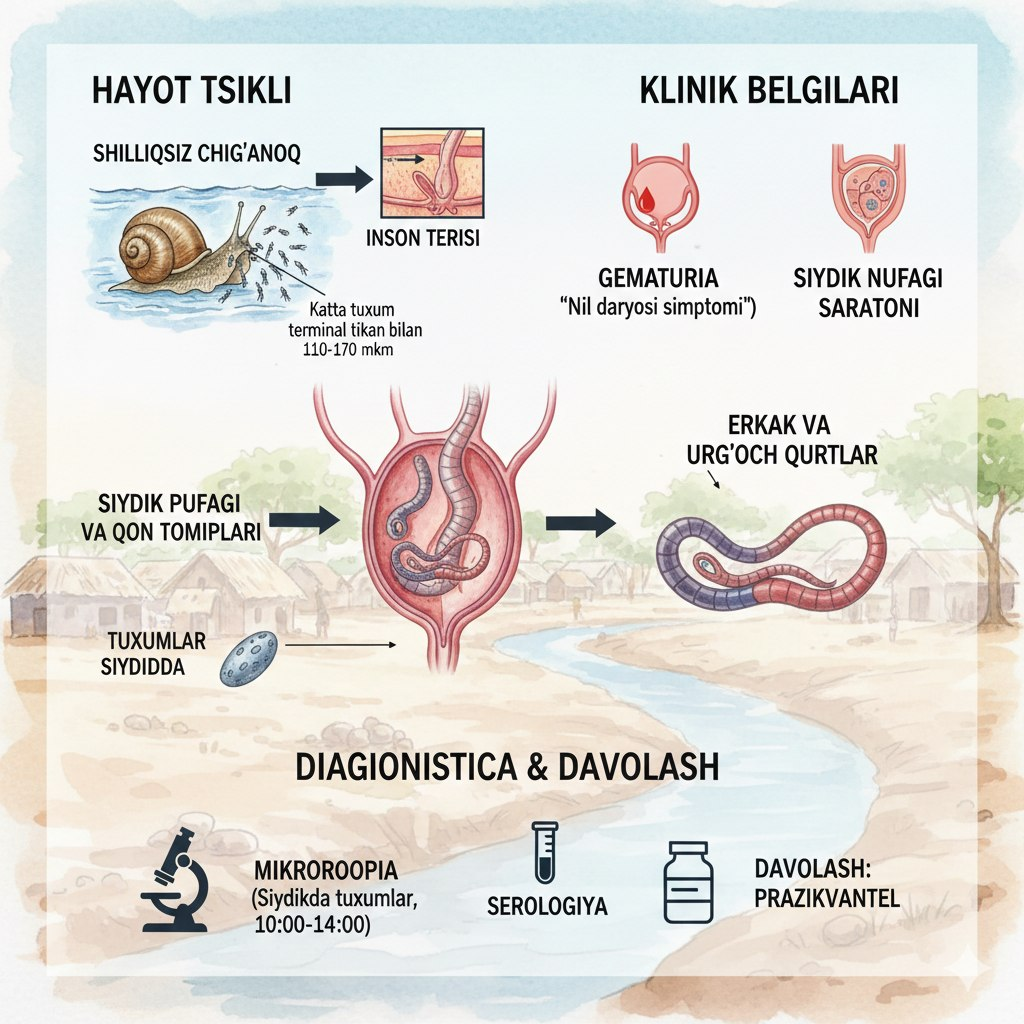 HAYOT TSIKLI
SHILLIQSIZ CHIG'ANOQ
INSON TERISI
Katta tuxum
terminal tikan bilan
110-170 mkm
KLINIK BELGILARI
GEMATURIA
“Nil daryosi simptomi”)
SIYDIK NUFAGI
SARATONI
SIYDIK PUFAGI
VA QON TOMIPLARI
ERKAK VA
URG'OCH QURTLAR
TUXUMLAR
SIYDIDDA
DIAGIONISTICA & DAVOLASH
MIKROROOPIA
(Siydikda tuxumlar,
10:00-14:00)
SEROLOGIYA
DAVOLASH:
PRAZIKVANTEL